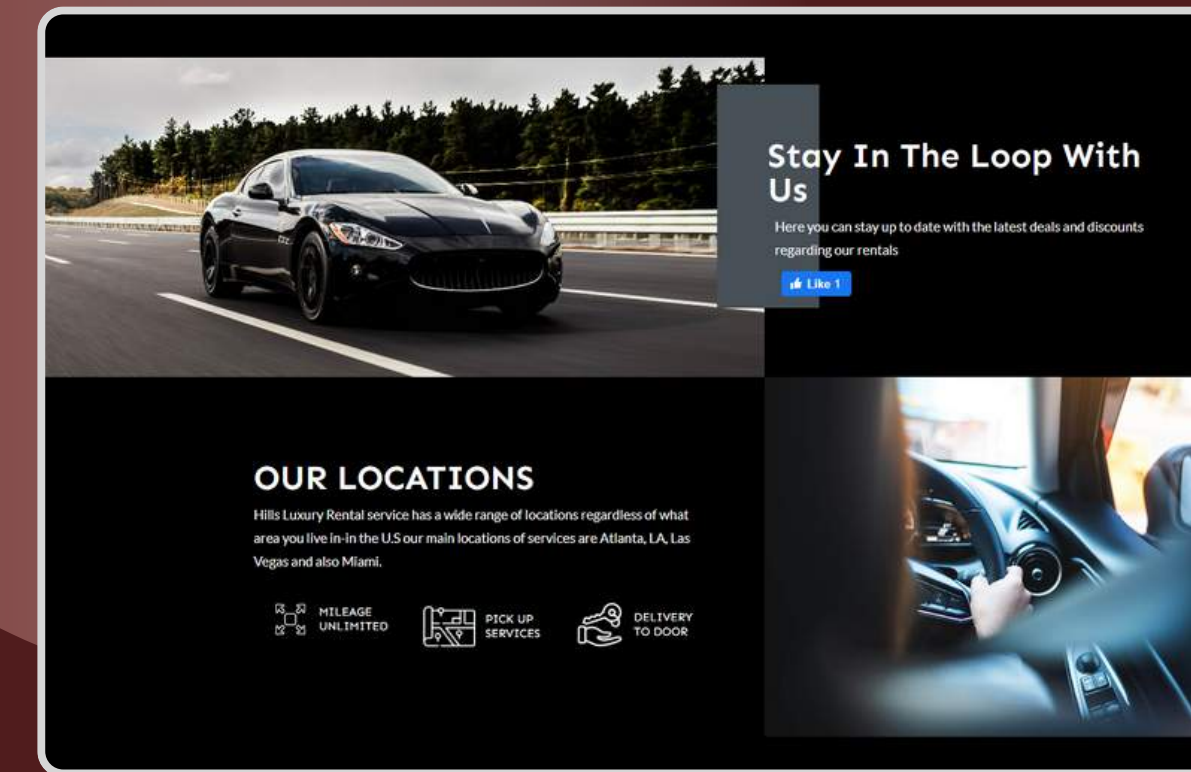 Stay In The Loop With
Us
Here you can stay up to date with the latest deals and discounts
regarding our rentals
Like 1
OUR LOCATIONS
Hills Luxury Rental service has a wide range of locations regardless of what
area you live in-in the U.S our main locations of services are Atlanta, LA, Las
Vegas and also Miami.
MILEAGE
UNLIMITED
PICK UP
SERVICES
DELIVERY
TO DOOR